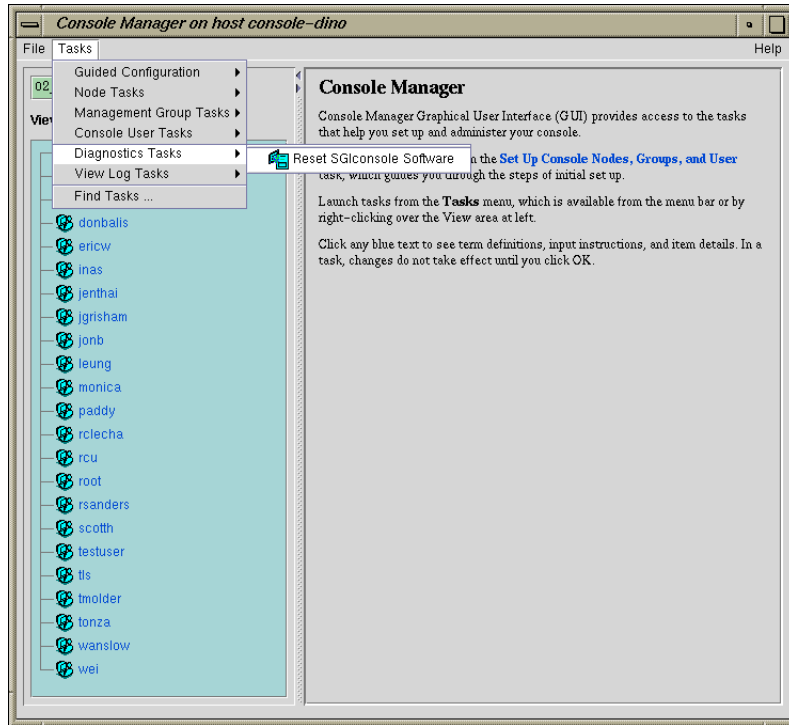 Console Manager on host console-dino
File Tasks Help
02_
View
Guided Configuration
Node Tasks
Management Group Tasks
Console User Tasks
Diagnostics Tasks
View Log Tasks
Find Tasks ...
Reset SGIconsole Software
donbalis
ericw
inas
jenthai
jgrisham
jonb
leung
monica
paddy
rclecha
rcu
root
rsanders
scotth
testuser
tls
tmolder
tonza
wanslow
wei
Console Manager
Console Manager Graphical User Interface (GUI) provides access to the tasks
that help you set up and administer your console.
the Set Up Console Nodes, Groups, and User
task, which guides you through the steps of initial set up.
Launch tasks from the Tasks menu, which is available from the menu bar or by
right-clicking over the View area at left.
Click any blue text to see term definitions, input instructions, and item details. In a
task, changes do not take effect until you click OK.